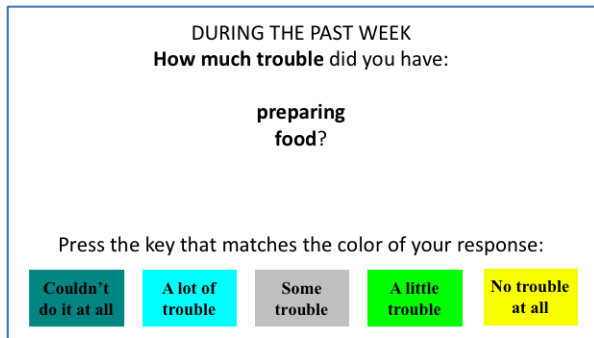 DURING THE PAST WEEK
How much trouble did you have:
preparing
food?
Press the key that matches the color of your response:
Couldn't
do it at all
A lot of
trouble
Some
trouble
A little
trouble
No trouble
at all